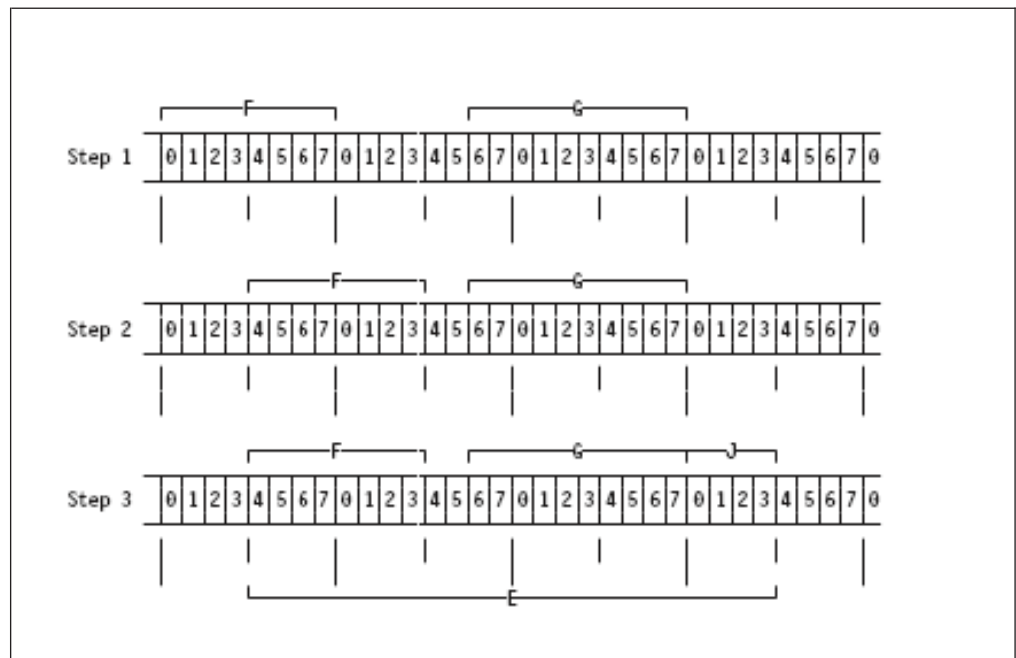 F G
Step 1 0 1 2 3 4 5 6 7 0 1 2 3 4 5 6 7 0 1 2 3 4 5 6 7 0 1 2 3 4 5 6 7 0
F G
Step 2 0 1 2 3 4 5 6 7 0 1 2 3 4 5 6 7 0 1 2 3 4 5 6 7 0 1 2 3 4 5 6 7 0
F G J
Step 3 0 1 2 3 4 5 6 7 0 1 2 3 4 5 6 7 0 1 2 3 4 5 6 7 0 1 2 3 4 5 6 7 0
E